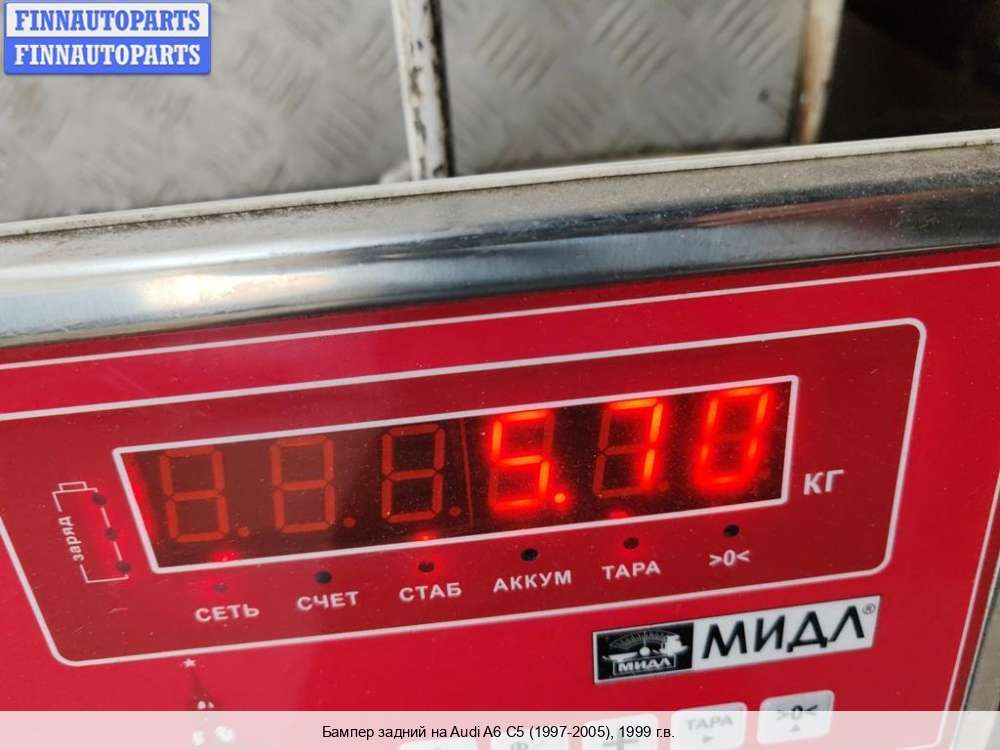 FINNAUTOPARTS
FINNAUTOPARTS
5.70
КГ
заряд
СЕТЬ СЧЕТ СТАБ АККУМ ТАРА >0<
МИДЛ МИДЛ®
ТАРА >0<
Бампер задний на Audi A6 C5 (1997-2005), 1999 г.в.